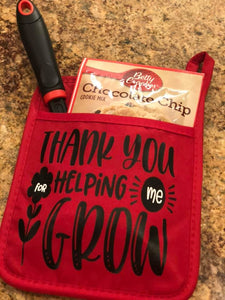 Betty
Crocker
Chocolate Chip
COOKIE MIX
THANK YOU
FOR HELPING me
GROW